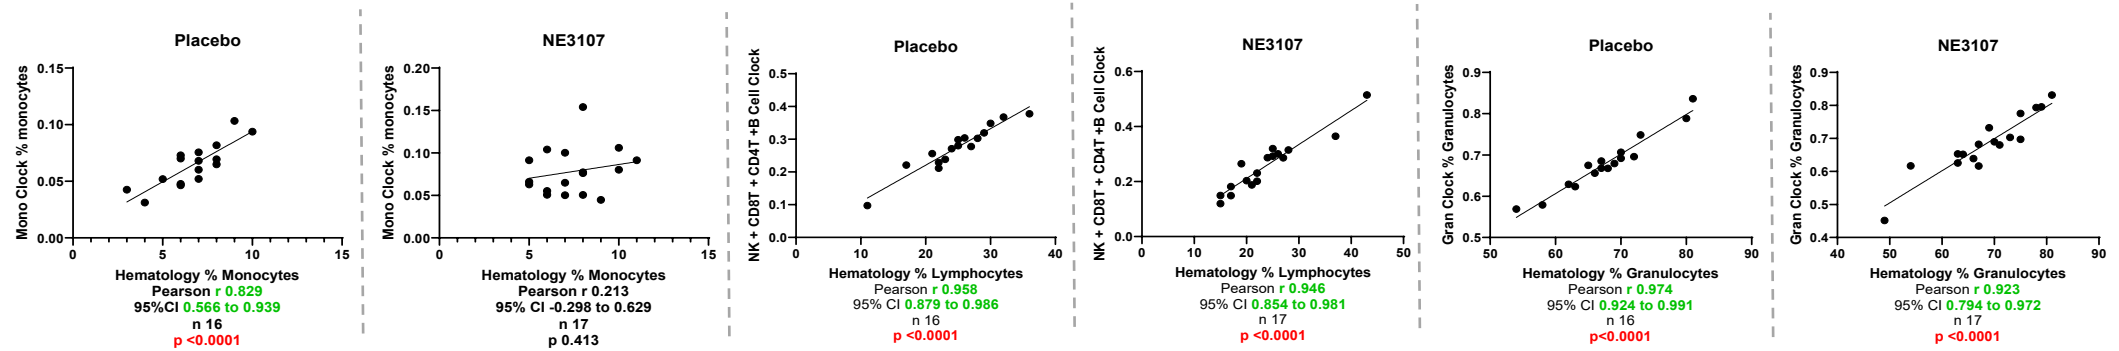 Placebo
Mono Clock % monocytes
0.15
0.10
0.05
0.00
0
5
10
15
Hematology % Monocytes
Pearson r 0.829
95%CI 0.566 to 0.939
n 16
p <0.0001
NE3107
Mono Clock % monocytes
0.20
0.15
0.10
0.05
0.00
0
5
10
15
Hematology % Monocytes
Pearson r 0.213
95% CI -0.298 to 0.629
n 17
p 0.413
Placebo
NK + CD8T + CD4T +B Cell Clock
0.5
0.4
0.3
0.2
0.1
0.0
0
10
20
30
40
Hematology % Lymphocytes
Pearson r 0.958
95% CI 0.879 to 0.986
n 16
p <0.0001
NE3107
NK + CD8T + CD4T +B Cell Clock
0.6
0.4
0.2
0.0
0
10
20
30
40
50
Hematology % Lymphocytes
Pearson r 0.946
95% CI 0.854 to 0.981
n 17
p <0.0001
Placebo
Gran Clock % Granulocytes
0.9
0.8
0.7
0.6
0.5
50
60
70
80
90
Hematology % Granulocytes
Pearson r 0.974
95% CI 0.924 to 0.991
n 16
p<0.0001
NE3107
Gran Clock % Granulocytes
0.9
0.8
0.7
0.6
0.5
0.4
40
50
60
70
80
90
Hematology % Granulocytes
Pearson r 0.923
95% CI 0.794 to 0.972
n 17
p <0.0001